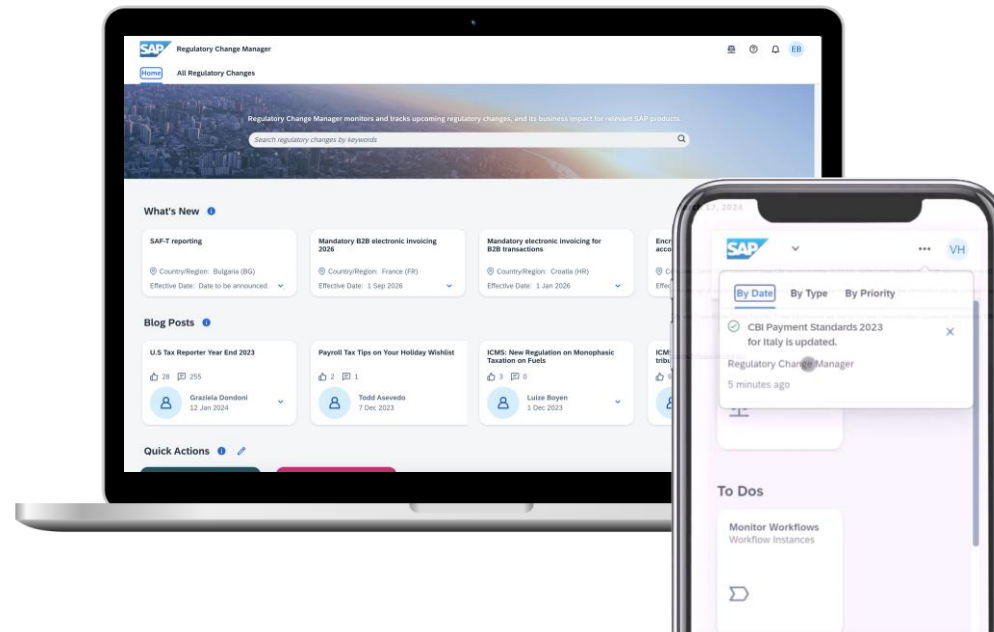 SAP Regulatory Change Manager
EB
Home All Regulatory Changes
Regulatory Change Manager monitors and tracks upcoming regulatory changes, and its business impact for relevant SAP products.
Search regulatory changes by keywords
What's New
SAF-T reporting
Country/Region: Bulgaria (BG)
Effective Date: Date to be announced
Mandatory B2B electronic invoicing
2026
Country/Region: France (FR)
Effective Date: 1 Sep 2026
Mandatory electronic invoicing for
B2B transactions
Country/Region: Croatia (HR)
Effective Date: 1 Jan 2026
Blog Posts
U.S Tax Reporter Year End 2023
28 255
Graziela Dondoni
12 Jan 2024
Payroll Tax Tips on Your Holiday Wishlist
2 1
Todd Asevedo
7 Dec 2023
ICMS: New Regulation on Monophasic
Taxation on Fuels
3 0
Luize Boyen
1 Dec 2023
Quick Actions
17, 2024
SAP
VH
By Date By Type By Priority
CBI Payment Standards 2023
for Italy is updated.
Regulatory Change Manager
5 minutes ago
To Dos
Monitor Workflows
Workflow Instances